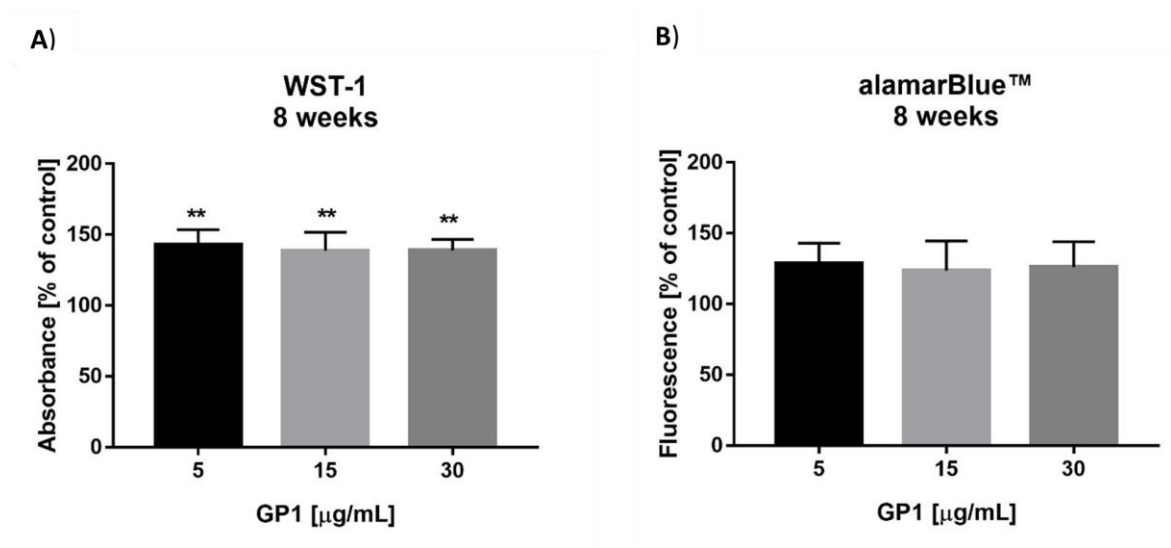 A)
WST-1
8 weeks
Absorbance [% of control]
200
150
100
50
0
**
**
**
5
15
30
GP1 [μg/mL]
B)
alamarBlue™
8 weeks
Fluorescence [% of control]
200
150
100
50
0
5
15
30
GP1 [μg/mL]